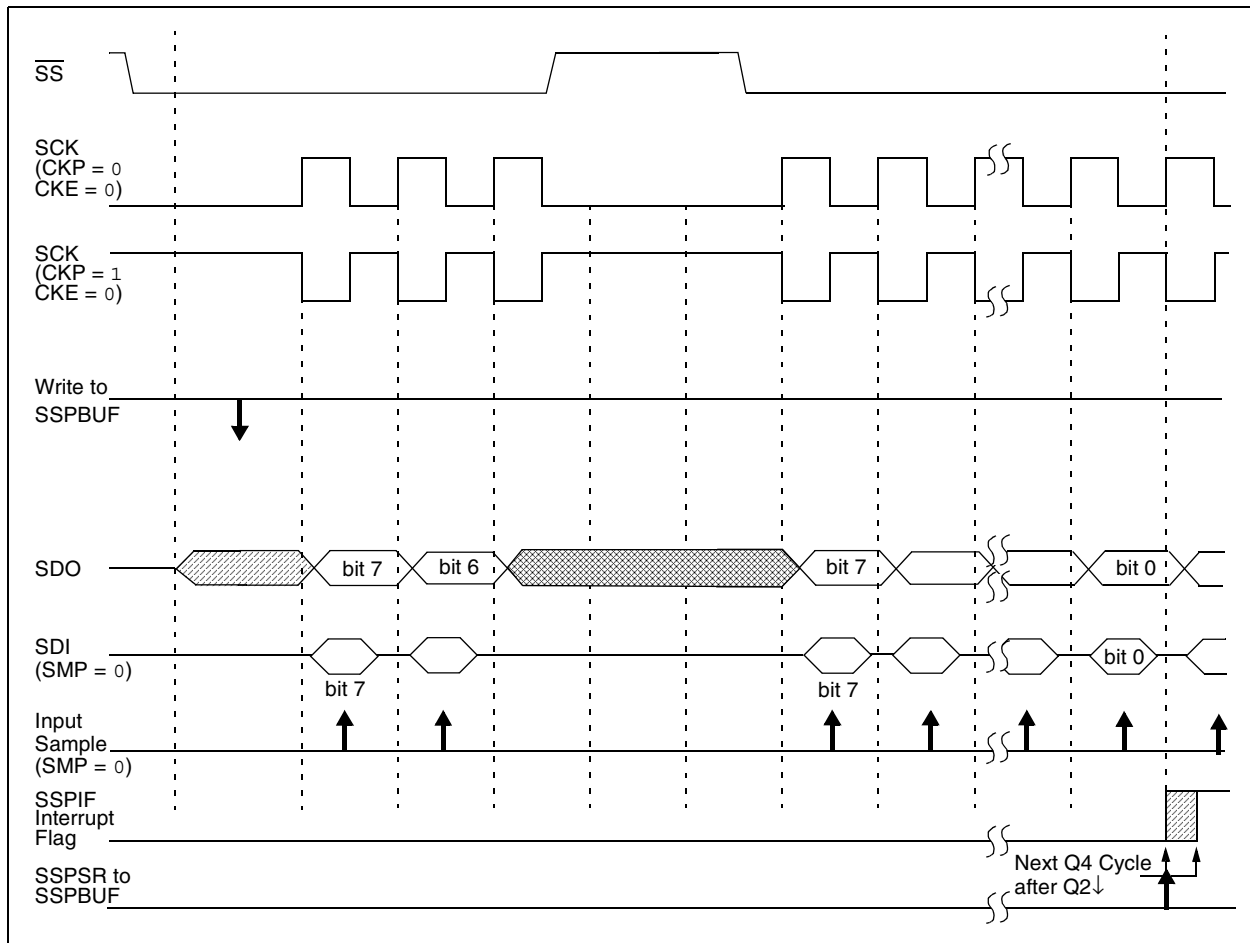 SS
SCK
(CKP = 0
CKE = 0)
SCK
(CKP = 1
CKE = 0)
Write to
SSPBUF
SDO
bit 7
bit 6
bit 7
bit 0
SDI
(SMP = 0)
bit 7
bit 7
bit 0
Input
Sample
(SMP = 0)
SSPIF
Interrupt
Flag
SSPSR to
SSPBUF
Next Q4 Cycle
after Q2↓